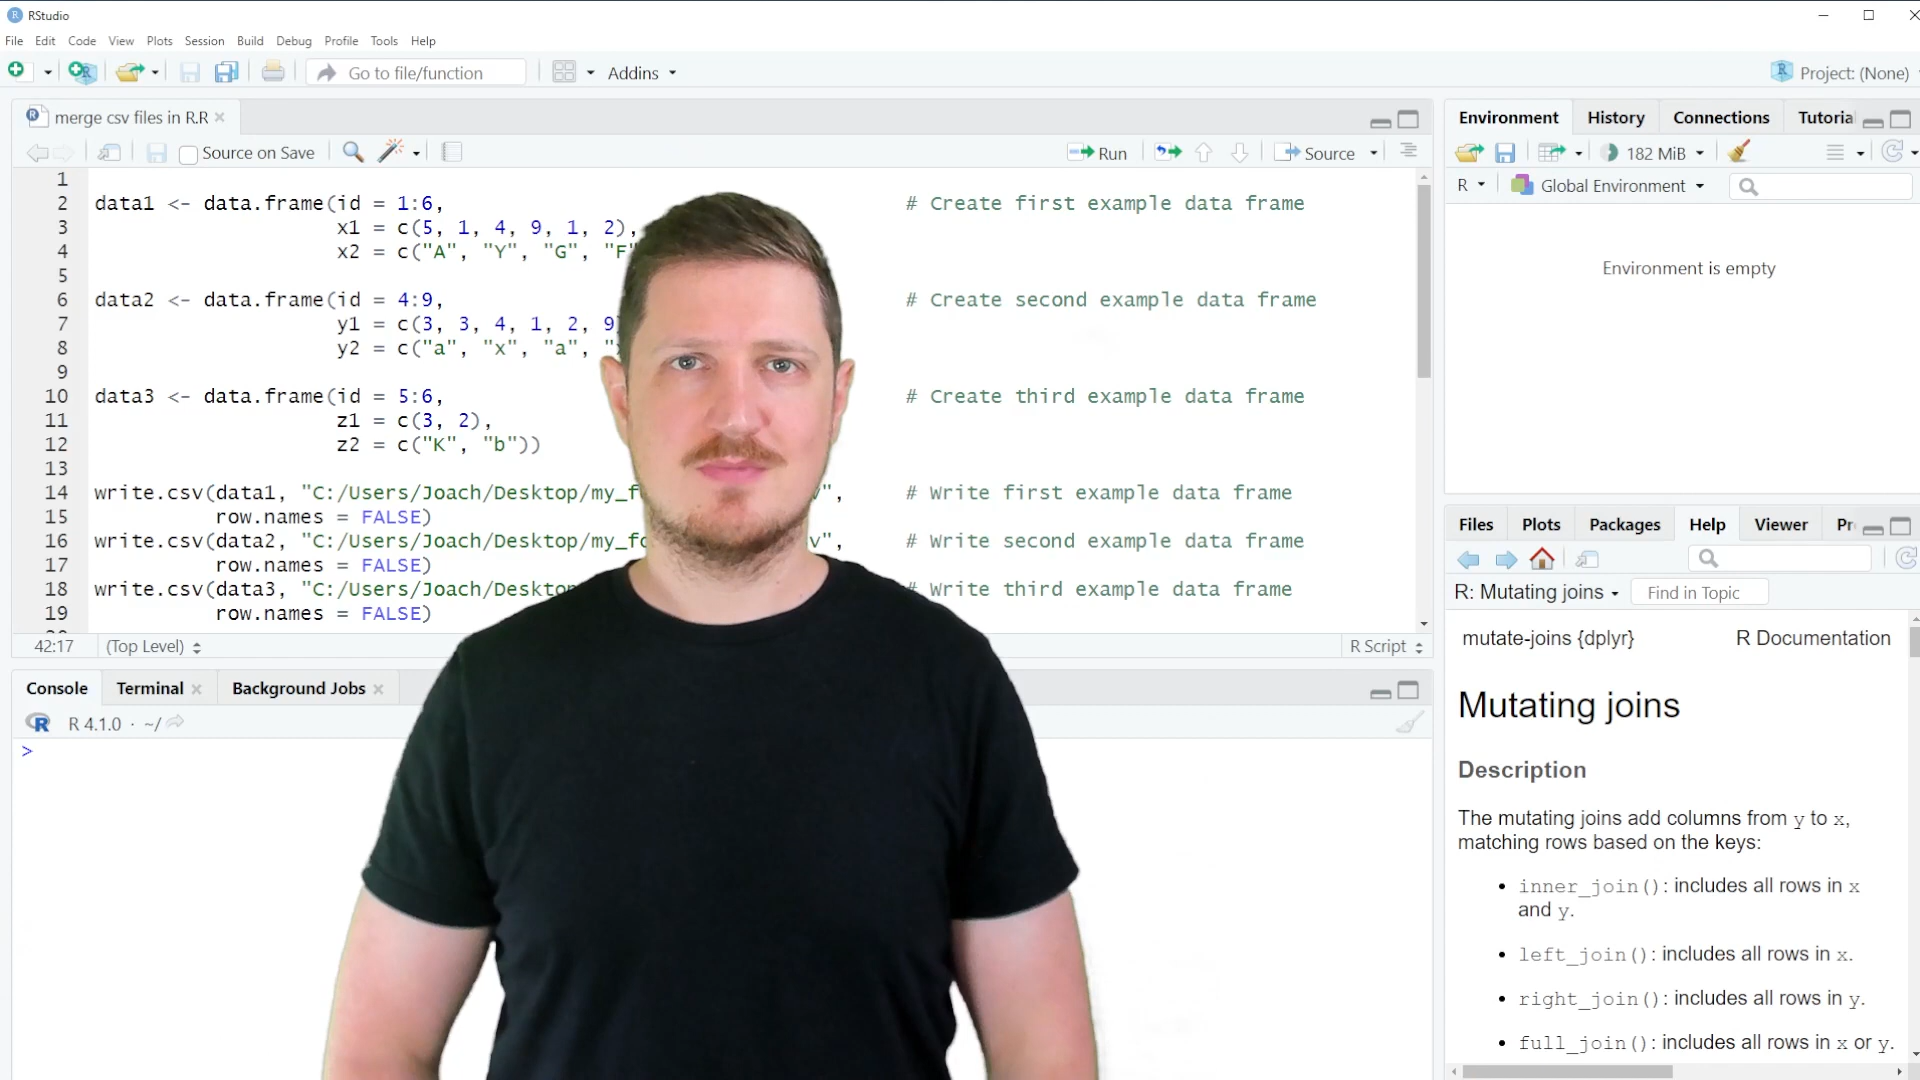 RStudio
File Edit Code View Plots Session Build Debug Profile Tools Help
Go to file/function Addins Project: (None)
merge csv files in R.R
Source on Save Run Source
1
2 data1 <- data.frame(id = 1:6, # Create first example data frame
3 x1 = c(5, 1, 4, 9, 1, 2),
4 x2 = c("A", "Y", "G", "F"
5
6 data2 <- data.frame(id = 4:9, # Create second example data frame
7 y1 = c(3, 3, 4, 1, 2, 9)
8 y2 = c("a", "x", "a", "
9
10 data3 <- data.frame(id = 5:6, # Create third example data frame
11 z1 = c(3, 2),
12 z2 = c("K", "b"))
13
14 write.csv(data1, "C:/Users/Joach/Desktop/my_f v", # Write first example data frame
15 row.names = FALSE)
16 write.csv(data2, "C:/Users/Joach/Desktop/my_fo v", # Write second example data frame
17 row.names = FALSE)
18 write.csv(data3, "C:/Users/Joach/Desktop # Write third example data frame
19 row.names = FALSE)
42:17 (Top Level) R Script
Console Terminal Background Jobs
R 4.1.0 · ~/
>
Environment History Connections Tutoria
182 MiB
R Global Environment
Environment is empty
Files Plots Packages Help Viewer Pr
R: Mutating joins Find in Topic
mutate-joins {dplyr} R Documentation
Mutating joins
Description
The mutating joins add columns from y to x,
matching rows based on the keys:
• inner_join(): includes all rows in x
and y.
• left_join(): includes all rows in x.
• right_join(): includes all rows in y.
• full_join(): includes all rows in x or y.